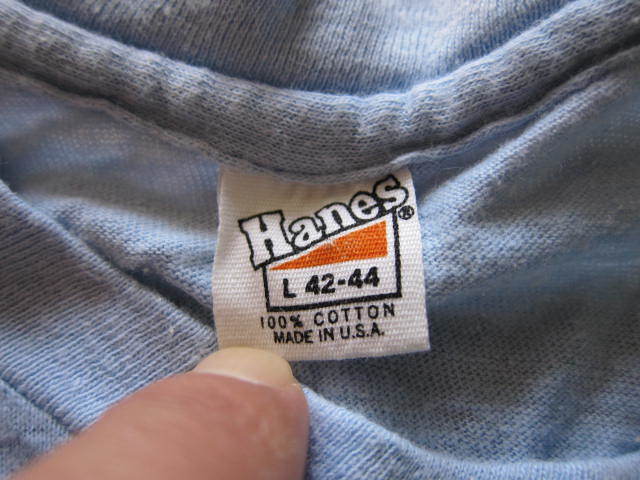 Hanes®
L 42-44
100% COTTON
MADE IN U.S.A.